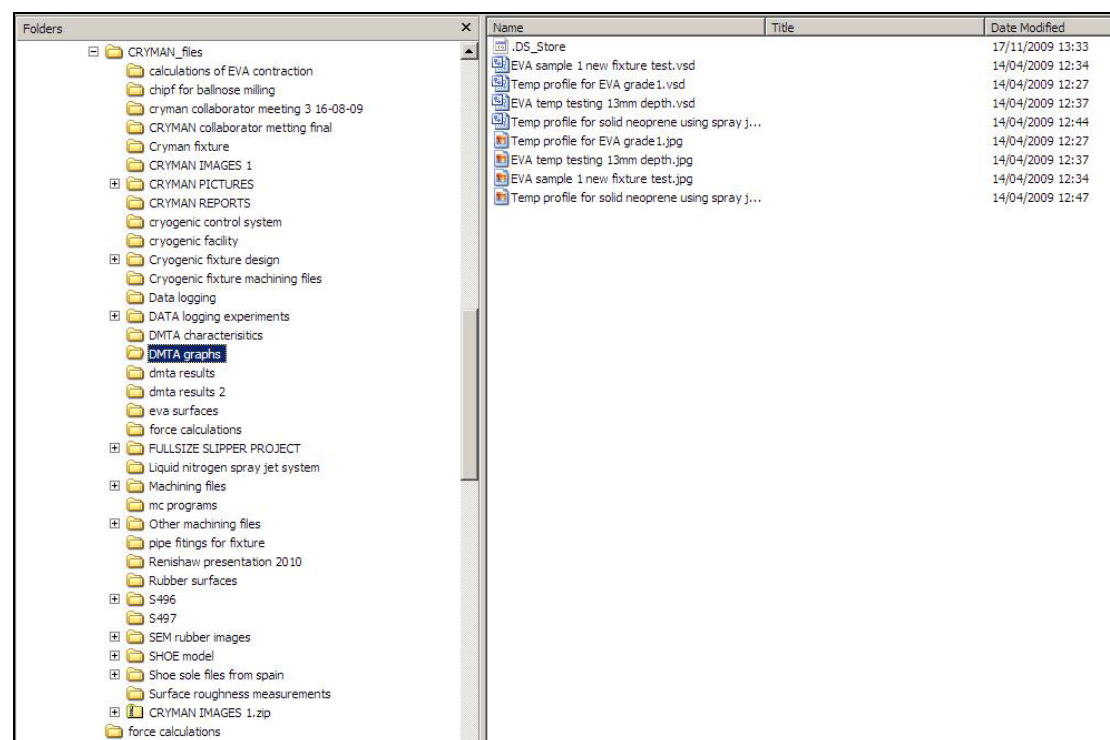 Folders
CRYMAN_files
calculations of EVA contraction
chipf for ballnose milling
cryman collaborator meeting 3 16-08-09
CRYMAN collaborator metting final
Cryman fixture
CRYMAN IMAGES 1
CRYMAN PICTURES
CRYMAN REPORTS
cryogenic control system
cryogenic facility
Cryogenic fixture design
Cryogenic fixture machining files
Data logging
DATA logging experiments
DMTA characterisitics
DMTA graphs
dmta results
dmta results 2
eva surfaces
force calculations
FULLSIZE SLIPPER PROJECT
Liquid nitrogen spray jet system
Machining files
mc programs
Other machining files
pipe fitings for fixture
Renishaw presentation 2010
Rubber surfaces
S496
S497
SEM rubber images
SHOE model
Shoe sole files from spain
Surface roughness measurements
CRYMAN IMAGES 1.zip
force calculations
Name Title Date Modified
.DS_Store 17/11/2009 13:33
EVA sample 1 new fixture test.vsd 14/04/2009 12:34
Temp profile for EVA grade1.vsd 14/04/2009 12:27
EVA temp testing 13mm depth.vsd 14/04/2009 12:37
Temp profile for solid neoprene using spray j... 14/04/2009 12:44
Temp profile for EVA grade1.jpg 14/04/2009 12:27
EVA temp testing 13mm depth.jpg 14/04/2009 12:37
EVA sample 1 new fixture test.jpg 14/04/2009 12:34
Temp profile for solid neoprene using spray j... 14/04/2009 12:47